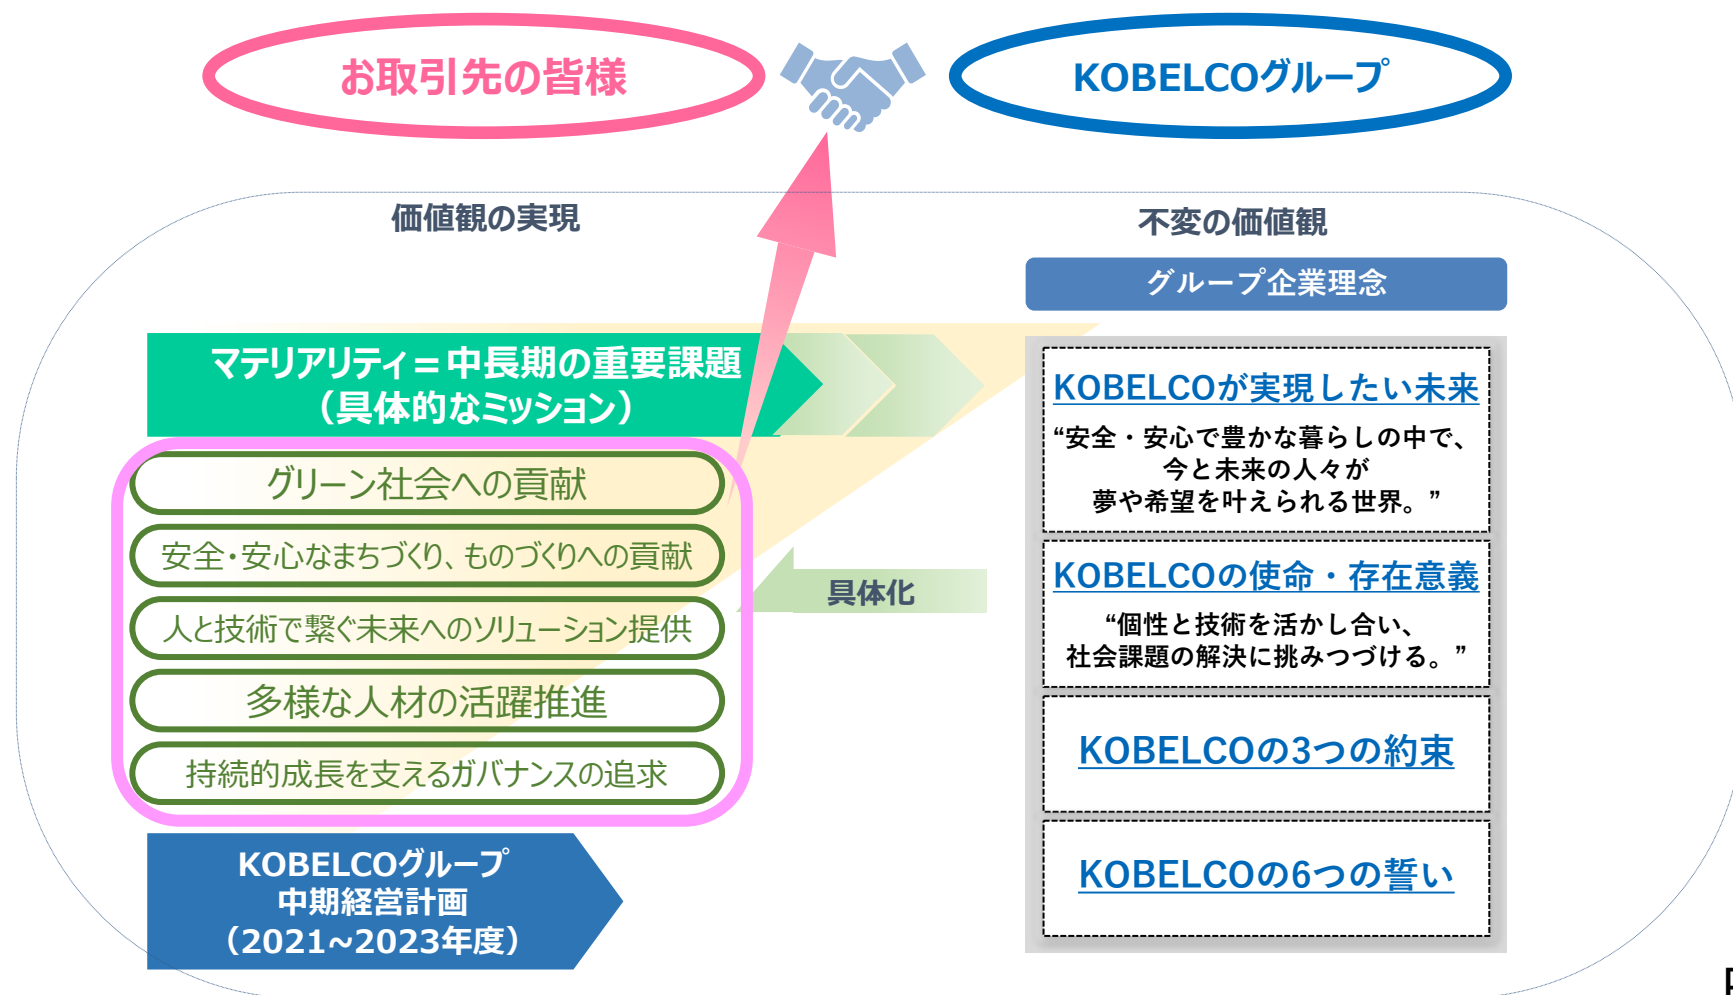 お取引先の皆様
KOBELCOグループ
価値観の実現
不変の価値観
グループ企業理念
マテリアリティ=中長期の重要課題
（具体的なミッション）
グリーン社会への貢献
安全・安心なまちづくり、ものづくりへの貢献
人と技術で繋ぐ未来へのソリューション提供
多様な人材の活躍推進
持続的成長を支えるガバナンスの追求
KOBELCOグループ
中期経営計画
（2021~2023年度）
具体化
KOBELCOが実現したい未来
“安全・安心で豊かな暮らしの中で、
今と未来の人々が
夢や希望を叶えられる世界。”
KOBELCOの使命・存在意義
“個性と技術を活かし合い、
社会課題の解決に挑みつづける。”
KOBELCOの3つの約束
KOBELCOの6つの誓い